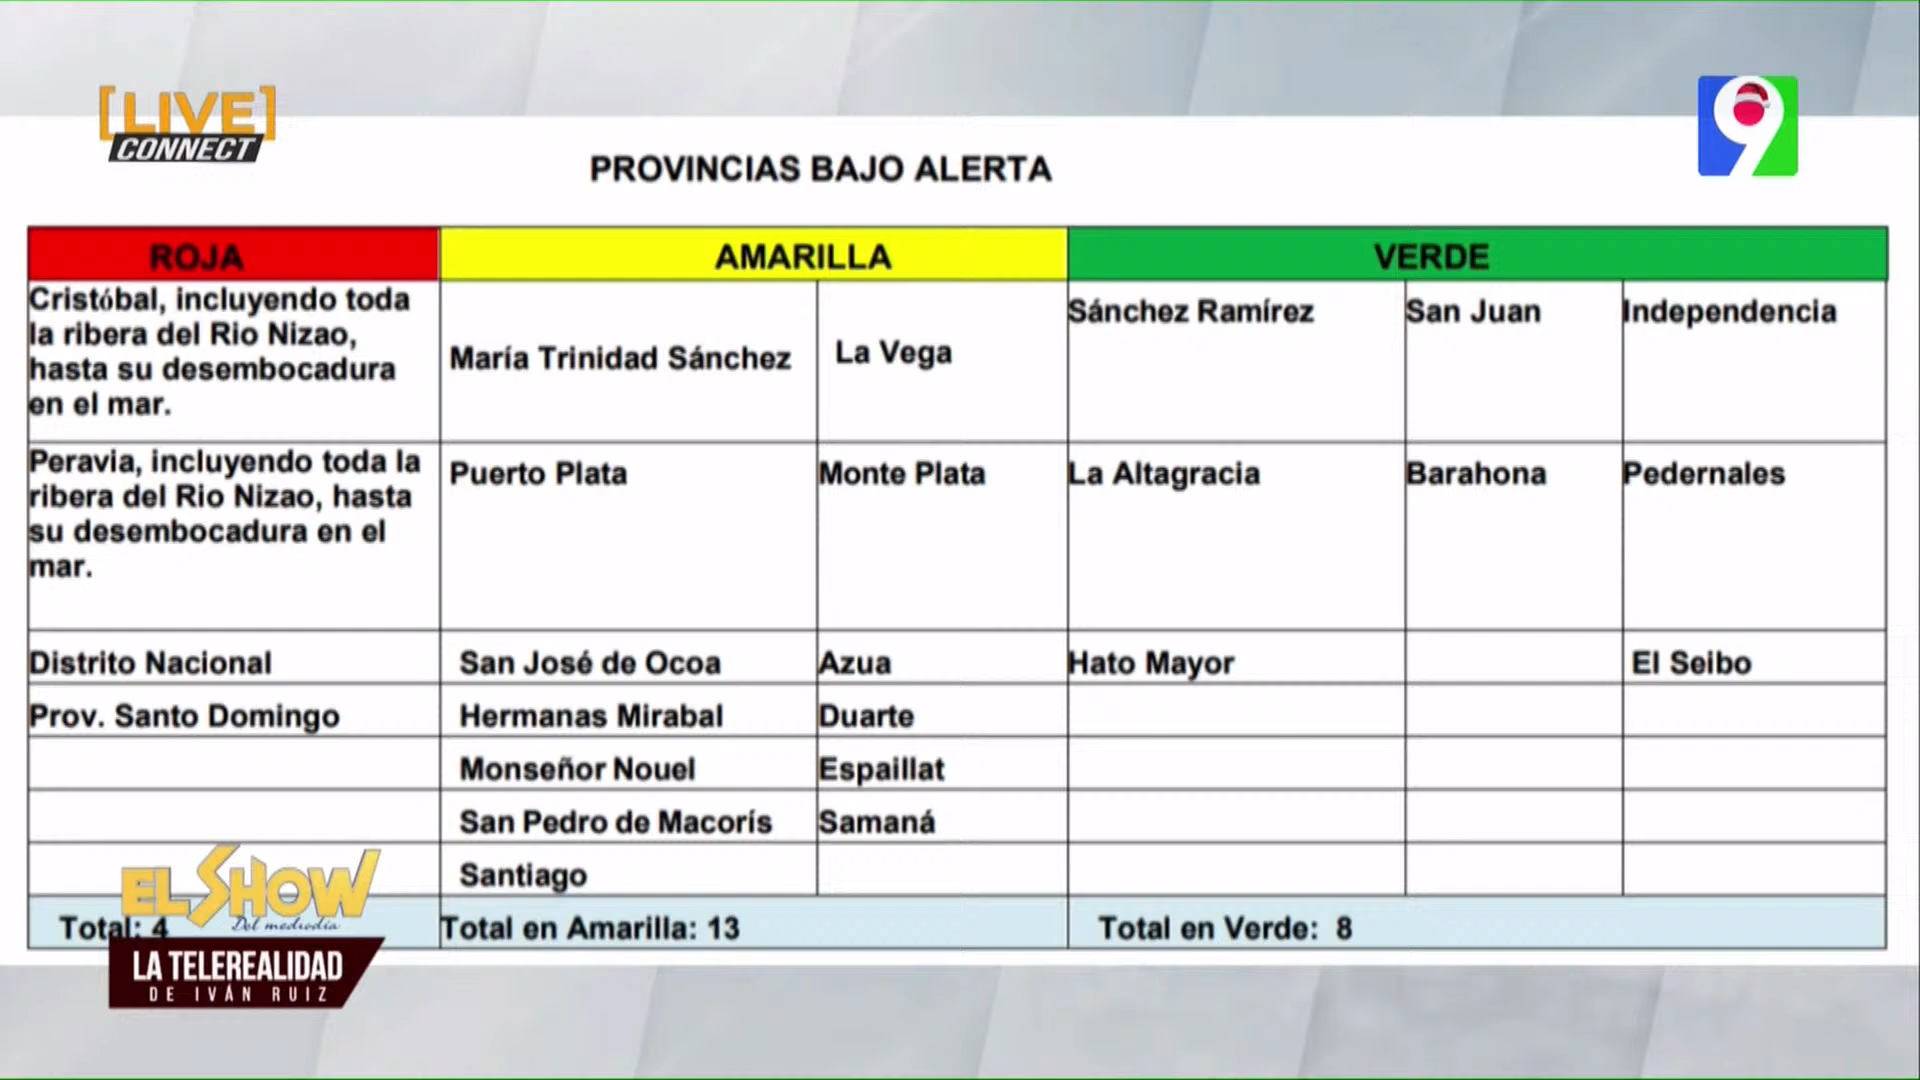 [LIVE]
CONNECT
9
PROVINCIAS BAJO ALERTA
ROJA AMARILLA VERDE
Cristóbal, incluyendo toda
la ribera del Rio Nizao,
hasta su desembocadura
en el mar.
María Trinidad Sánchez
La Vega
Sánchez Ramírez
San Juan
Independencia
Peravia, incluyendo toda la
ribera del Rio Nizao, hasta
su desembocadura en el
mar.
Puerto Plata
Monte Plata
La Altagracia
Barahona
Pedernales
Distrito Nacional San José de Ocoa Azua Hato Mayor El Seibo
Prov. Santo Domingo Hermanas Mirabal Duarte
Monseñor Nouel Espaillat
San Pedro de Macorís Samaná
Santiago
Total: 4 Total en Amarilla: 13 Total en Verde: 8
EL SHOW
Del mediodía
LA TELEREALIDAD
DE IVÁN RUIZ